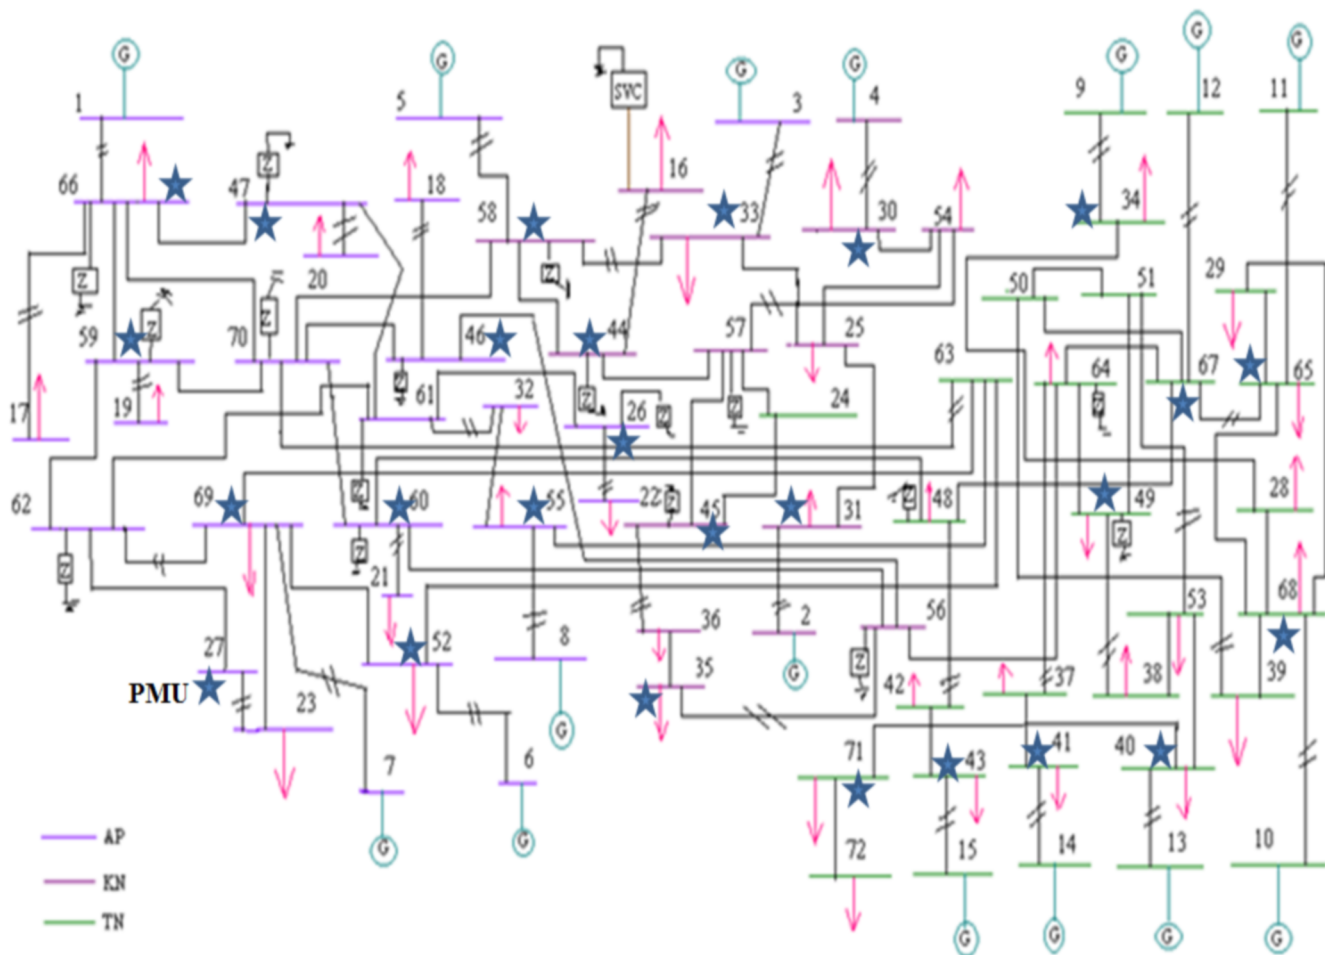 G G G G G G G
SVC
1 5 3 4 9 12 11
66 47 18 16 33 30 54 34
Z
20 58 50 51 29
Z Z Z
59 70 46 44 57 25 63 64 67 65
Z
17 19 61 32 26 24
Z Z Z Z Z
62 69 60 55 22 45 31 48 49 28
Z Z Z Z
Z Z
21 36 2 56 53 68
27 52 8 35 42 37 38 39
Z
PMU 23 G
7 6 G 71 43 41 40
AP G G 72 15 14 13 10
KN
TN G G G G